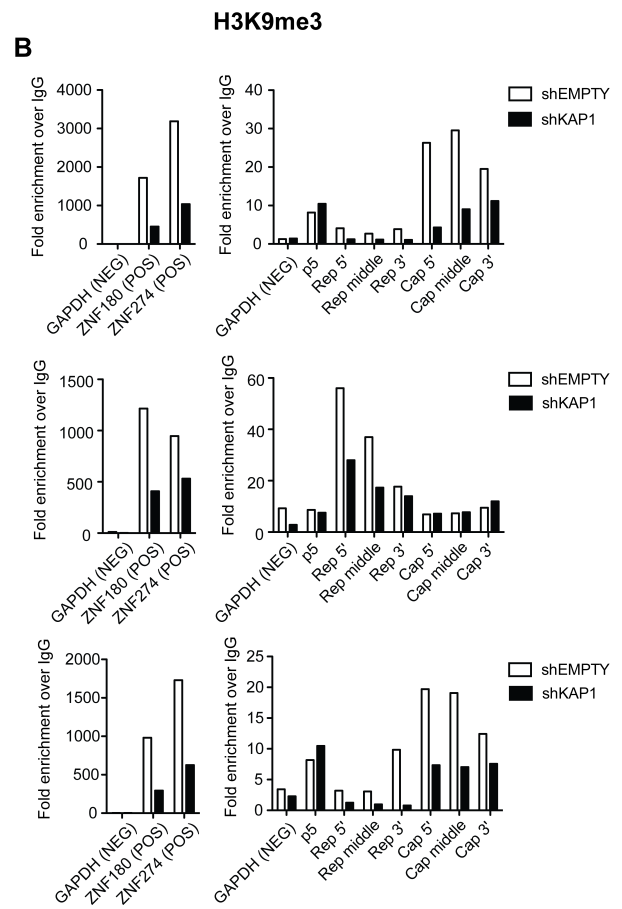 H3K9me3
B
Fold enrichment over IgG
4000
3000
2000
1000
0
GAPDH (NEG)
ZNF180 (POS)
ZNF274 (POS)
Fold enrichment over IgG
40
30
20
10
0
GAPDH (NEG)
p5
Rep 5'
Rep middle
Rep 3'
Cap 5'
Cap middle
Cap 3'
shEMPTY
shKAP1
Fold enrichment over IgG
1500
1000
500
0
GAPDH (NEG)
ZNF180 (POS)
ZNF274 (POS)
Fold enrichment over IgG
60
40
20
0
GAPDH (NEG)
p5
Rep 5'
Rep middle
Rep 3'
Cap 5'
Cap middle
Cap 3'
shEMPTY
shKAP1
Fold enrichment over IgG
2000
1500
1000
500
0
GAPDH (NEG)
ZNF180 (POS)
ZNF274 (POS)
Fold enrichment over IgG
25
20
15
10
5
0
GAPDH (NEG)
p5
Rep 5'
Rep middle
Rep 3'
Cap 5'
Cap middle
Cap 3'
shEMPTY
shKAP1